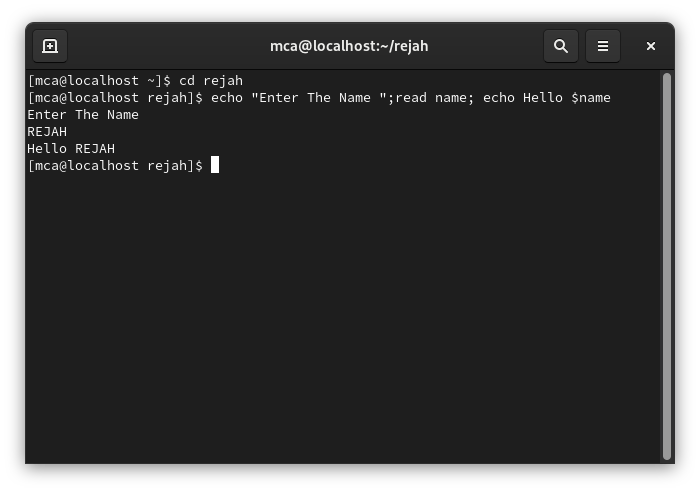 mca@localhost:~/rejah
[mca@localhost ~]$ cd rejah
[mca@localhost rejah]$ echo "Enter The Name ";read name; echo Hello $name
Enter The Name
REJAH
Hello REJAH
[mca@localhost rejah]$